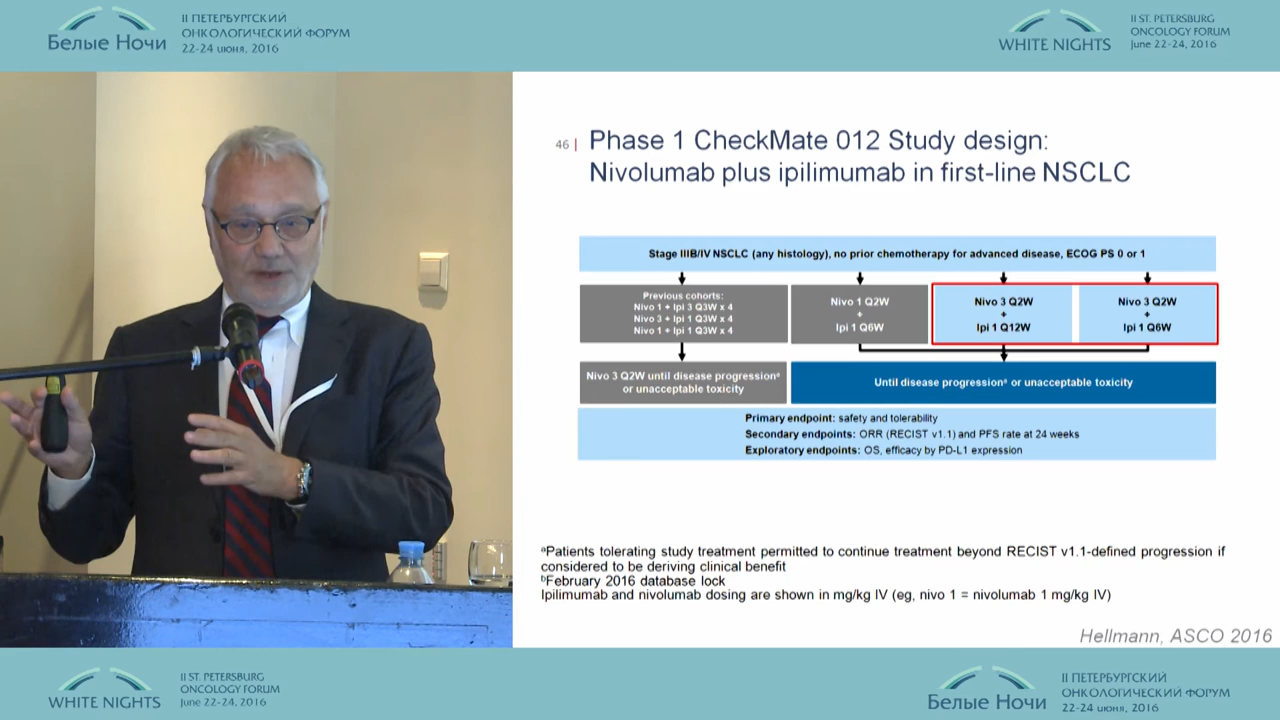 II ПЕТЕРБУРГСКИЙ
ОНКОЛОГИЧЕСКИЙ ФОРУМ
Белые Ночи
22-24 июня, 2016
II ST. PETERSBURG
ONCOLOGY FORUM
WHITE NIGHTS
June 22-24, 2016
46 | Phase 1 CheckMate 012 Study design:
Nivolumab plus ipilimumab in first-line NSCLC
Stage IIIB/IV NSCLC (any histology), no prior chemotherapy for advanced disease, ECOG PS 0 or 1
Previous cohorts:
Nivo 1 + Ipi 3 Q3W x 4
Nivo 3 + Ipi 1 Q3W x 4
Nivo 1 + Ipi 1 Q3W x 4
Nivo 1 Q2W
+
Ipi 1 Q6W
Nivo 3 Q2W
+
Ipi 1 Q12W
Nivo 3 Q2W
+
Ipi 1 Q6W
Nivo 3 Q2W until disease progressionᵃ
or unacceptable toxicity
Until disease progressionᵃ or unacceptable toxicity
Primary endpoint: safety and tolerability
Secondary endpoints: ORR (RECIST v1.1) and PFS rate at 24 weeks
Exploratory endpoints: OS, efficacy by PD-L1 expression
ᵃPatients tolerating study treatment permitted to continue treatment beyond RECIST v1.1-defined progression if
considered to be deriving clinical benefit
ᵇFebruary 2016 database lock
Ipilimumab and nivolumab dosing are shown in mg/kg IV (eg, nivo 1 = nivolumab 1 mg/kg IV)
Hellmann, ASCO 2016
II ST. PETERSBURG
ONCOLOGY FORUM
WHITE NIGHTS
June 22-24, 2016
II ПЕТЕРБУРГСКИЙ
ОНКОЛОГИЧЕСКИЙ ФОРУМ
Белые Ночи
22-24 июня, 2016